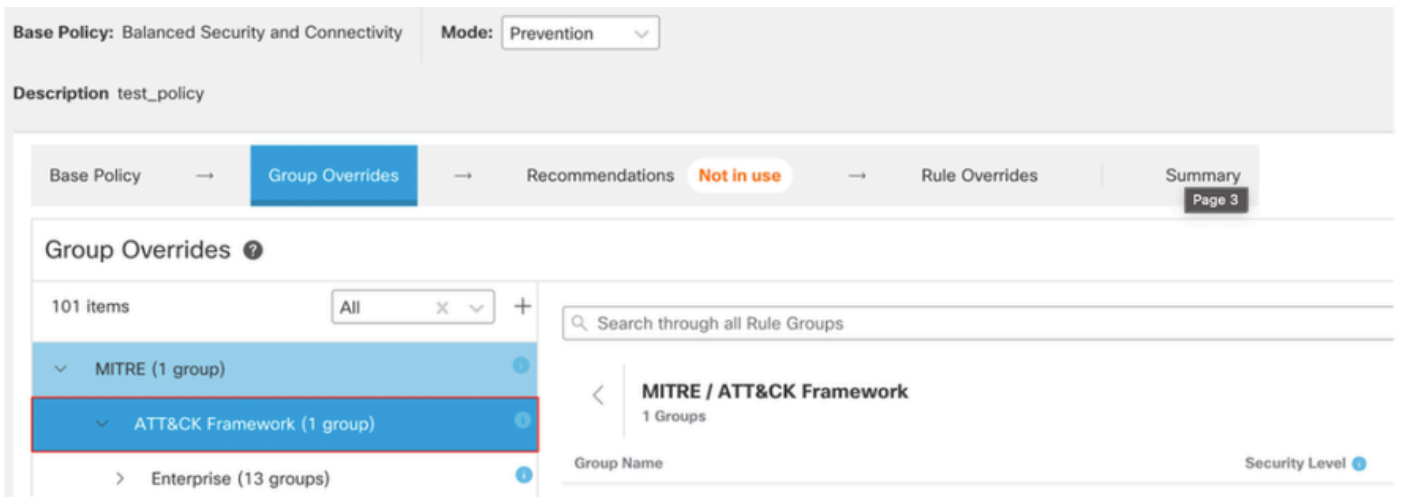 Base Policy: Balanced Security and Connectivity Mode: Prevention
Description test_policy
Base Policy → Group Overrides → Recommendations Not in use → Rule Overrides Summary
Page 3
Group Overrides ?
101 items All X +
Search through all Rule Groups
MITRE (1 group)
MITRE / ATT&CK Framework
1 Groups
ATT&CK Framework (1 group)
Group Name Security Level
Enterprise (13 groups)